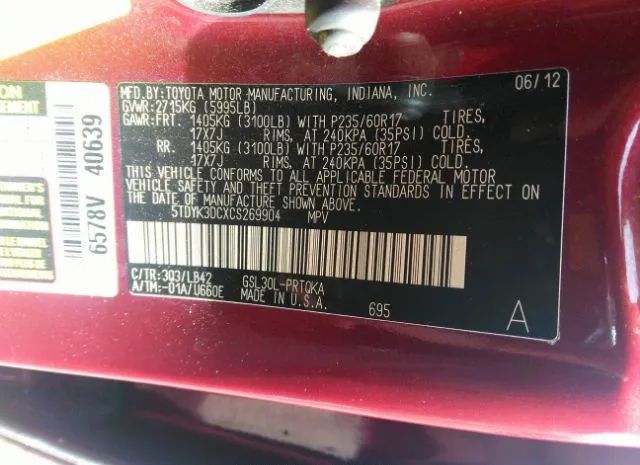 MFD.BY:TOYOTA MOTOR MANUFACTURING, INDIANA, INC. 06/12
GVWR:2715KG (5995LB)
GAWR:FRT. 1405KG (3100LB) WITH P235/60R17 TIRES,
17X7J RIMS, AT 240KPA (35PSI) COLD.
RR. 1405KG (3100LB) WITH P235/60R17 TIRES,
17X7J RIMS, AT 240KPA (35PSI) COLD.
THIS VEHICLE CONFORMS TO ALL APPLICABLE FEDERAL MOTOR
VEHICLE SAFETY AND THEFT PREVENTION STANDARDS IN EFFECT ON
THE DATE OF MANUFACTURE SHOWN ABOVE.
5TDYK3DCXCS269904 MPV
C/TR:3Q3/LB42 GSL30L-PRTQKA
A/TM:-01A/U660E MADE IN U.S.A.
695 A
6578V 40639
ON
EMENT